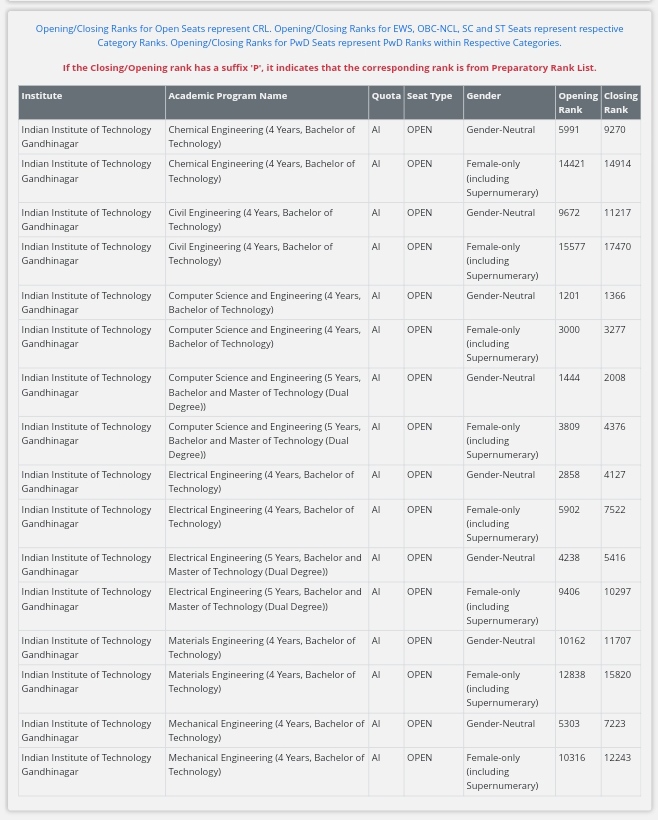 Opening/Closing Ranks for Open Seats represent CRL. Opening/Closing Ranks for EWS, OBC-NCL, SC and ST Seats represent respective
Category Ranks. Opening/Closing Ranks for PwD Seats represent PwD Ranks within Respective Categories.
If the Closing/Opening rank has a suffix 'P', it indicates that the corresponding rank is from Preparatory Rank List.
Institute Academic Program Name Quota Seat Type Gender Opening Closing
Rank Rank
Indian Institute of Technology Chemical Engineering (4 Years, Bachelor of AI OPEN Gender-Neutral 5991 9270
Gandhinagar Technology)
Indian Institute of Technology Chemical Engineering (4 Years, Bachelor of AI OPEN Female-only 14421 14914
Gandhinagar Technology) (including
Supernumerary)
Indian Institute of Technology Civil Engineering (4 Years, Bachelor of AI OPEN Gender-Neutral 9672 11217
Gandhinagar Technology)
Indian Institute of Technology Civil Engineering (4 Years, Bachelor of AI OPEN Female-only 15577 17470
Gandhinagar Technology) (including
Supernumerary)
Indian Institute of Technology Computer Science and Engineering (4 Years, AI OPEN Gender-Neutral 1201 1366
Gandhinagar Bachelor of Technology)
Indian Institute of Technology Computer Science and Engineering (4 Years, AI OPEN Female-only 3000 3277
Gandhinagar Bachelor of Technology) (including
Supernumerary)
Indian Institute of Technology Computer Science and Engineering (5 Years, AI OPEN Gender-Neutral 1444 2008
Gandhinagar Bachelor and Master of Technology (Dual
Degree))
Indian Institute of Technology Computer Science and Engineering (5 Years, AI OPEN Female-only 3809 4376
Gandhinagar Bachelor and Master of Technology (Dual (including
Degree)) Supernumerary)
Indian Institute of Technology Electrical Engineering (4 Years, Bachelor of AI OPEN Gender-Neutral 2858 4127
Gandhinagar Technology)
Indian Institute of Technology Electrical Engineering (4 Years, Bachelor of AI OPEN Female-only 5902 7522
Gandhinagar Technology) (including
Supernumerary)
Indian Institute of Technology Electrical Engineering (5 Years, Bachelor and AI OPEN Gender-Neutral 4238 5416
Gandhinagar Master of Technology (Dual Degree))
Indian Institute of Technology Electrical Engineering (5 Years, Bachelor and AI OPEN Female-only 9406 10297
Gandhinagar Master of Technology (Dual Degree)) (including
Supernumerary)
Indian Institute of Technology Materials Engineering (4 Years, Bachelor of AI OPEN Gender-Neutral 10162 11707
Gandhinagar Technology)
Indian Institute of Technology Materials Engineering (4 Years, Bachelor of AI OPEN Female-only 12838 15820
Gandhinagar Technology) (including
Supernumerary)
Indian Institute of Technology Mechanical Engineering (4 Years, Bachelor of AI OPEN Gender-Neutral 5303 7223
Gandhinagar Technology)
Indian Institute of Technology Mechanical Engineering (4 Years, Bachelor of AI OPEN Female-only 10316 12243
Gandhinagar Technology) (including
Supernumerary)